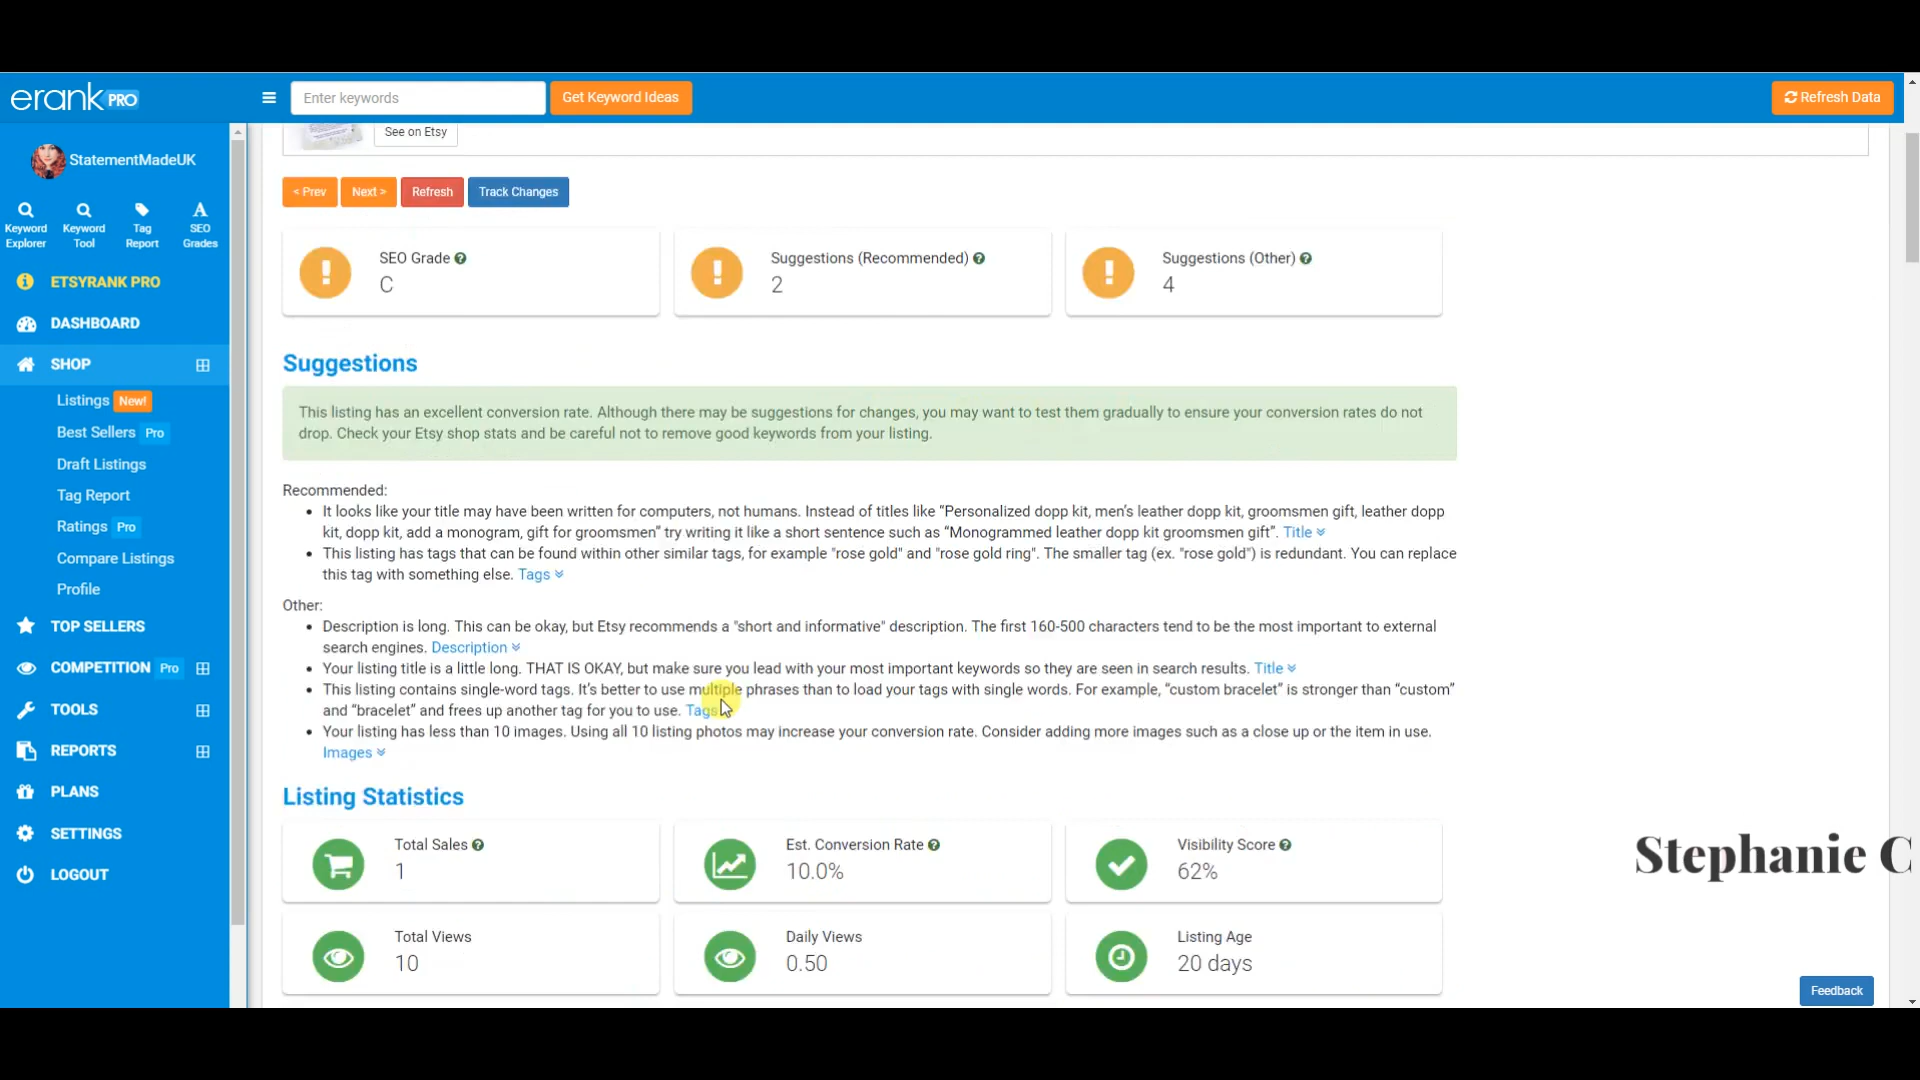 erank PRO
Enter keywords
Get Keyword Ideas
Refresh Data
StatementMadeUK
Keyword Explorer
Keyword Tool
Tag Report
SEO Grades
ETSYRANK PRO
DASHBOARD
SHOP
Listings New!
Best Sellers Pro
Draft Listings
Tag Report
Ratings Pro
Compare Listings
Profile
TOP SELLERS
COMPETITION Pro
TOOLS
REPORTS
PLANS
SETTINGS
LOGOUT
See on Etsy
< Prev
Next >
Refresh
Track Changes
SEO Grade
C
Suggestions (Recommended)
2
Suggestions (Other)
4
Suggestions
This listing has an excellent conversion rate. Although there may be suggestions for changes, you may want to test them gradually to ensure your conversion rates do not
drop. Check your Etsy shop stats and be careful not to remove good keywords from your listing.
Recommended:
It looks like your title may have been written for computers, not humans. Instead of titles like “Personalized dopp kit, men’s leather dopp kit, groomsmen gift, leather dopp
kit, dopp kit, add a monogram, gift for groomsmen” try writing it like a short sentence such as “Monogrammed leather dopp kit groomsmen gift”. Title
This listing has tags that can be found within other similar tags, for example "rose gold" and "rose gold ring". The smaller tag (ex. "rose gold") is redundant. You can replace
this tag with something else. Tags
Other:
Description is long. This can be okay, but Etsy recommends a "short and informative" description. The first 160-500 characters tend to be the most important to external
search engines. Description
Your listing title is a little long. THAT IS OKAY, but make sure you lead with your most important keywords so they are seen in search results. Title
This listing contains single-word tags. It’s better to use multiple phrases than to load your tags with single words. For example, “custom bracelet” is stronger than “custom”
and “bracelet” and frees up another tag for you to use. Tags
Your listing has less than 10 images. Using all 10 listing photos may increase your conversion rate. Consider adding more images such as a close up or the item in use.
Images
Listing Statistics
Total Sales
1
Est. Conversion Rate
10.0%
Visibility Score
62%
Total Views
10
Daily Views
0.50
Listing Age
20 days
Stephanie C
Feedback